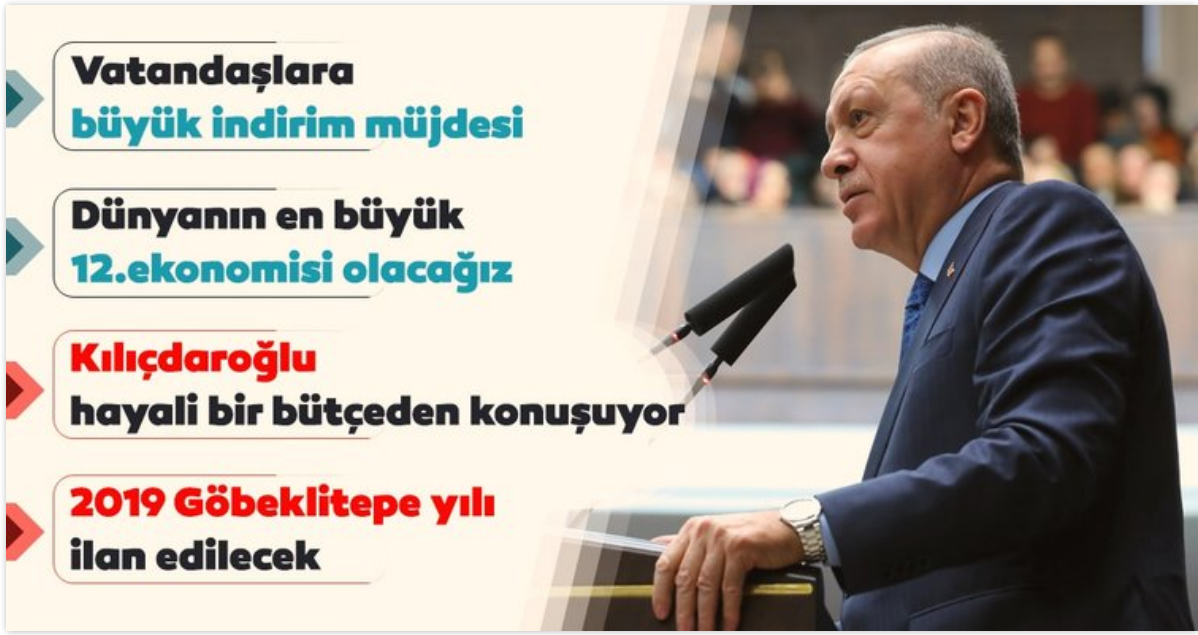 Vatandaşlara
büyük indirim müjdesi
Dünyanın en büyük
12.ekonomisi olacağız
Kılıçdaroğlu
hayali bir bütçeden konuşuyor
2019 Göbeklitepe yılı
ilan edilecek